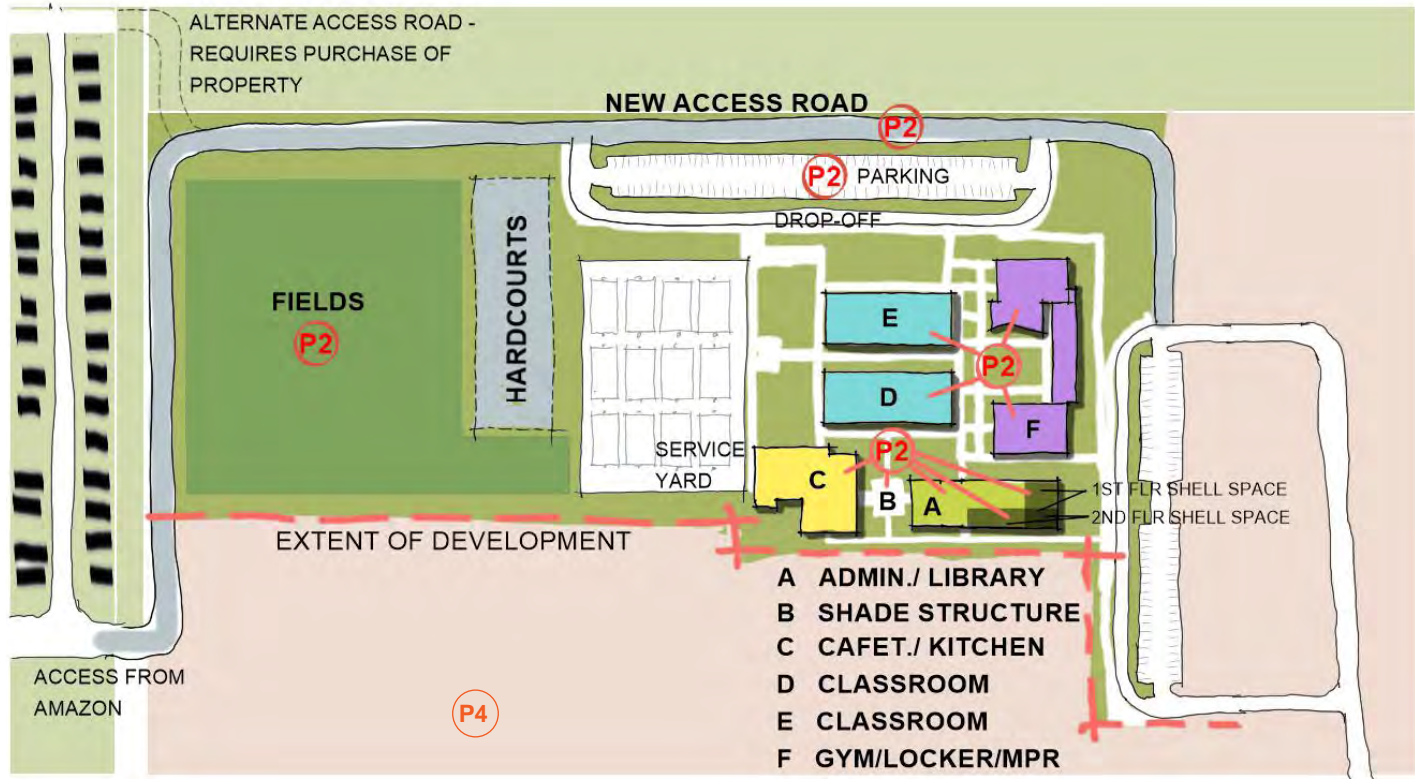 ALTERNATE ACCESS ROAD -
REQUIRES PURCHASE OF
PROPERTY
NEW ACCESS ROAD
P2
P2 PARKING
DROP-OFF
FIELDS
P2
HARDCOURTS
E
P2
D
F
SERVICE
YARD
P2
C
B
A
1ST FLR SHELL SPACE
2ND FLR SHELL SPACE
EXTENT OF DEVELOPMENT
A ADMIN./ LIBRARY
B SHADE STRUCTURE
C CAFET./ KITCHEN
D CLASSROOM
E CLASSROOM
F GYM/LOCKER/MPR
ACCESS FROM
AMAZON
P4